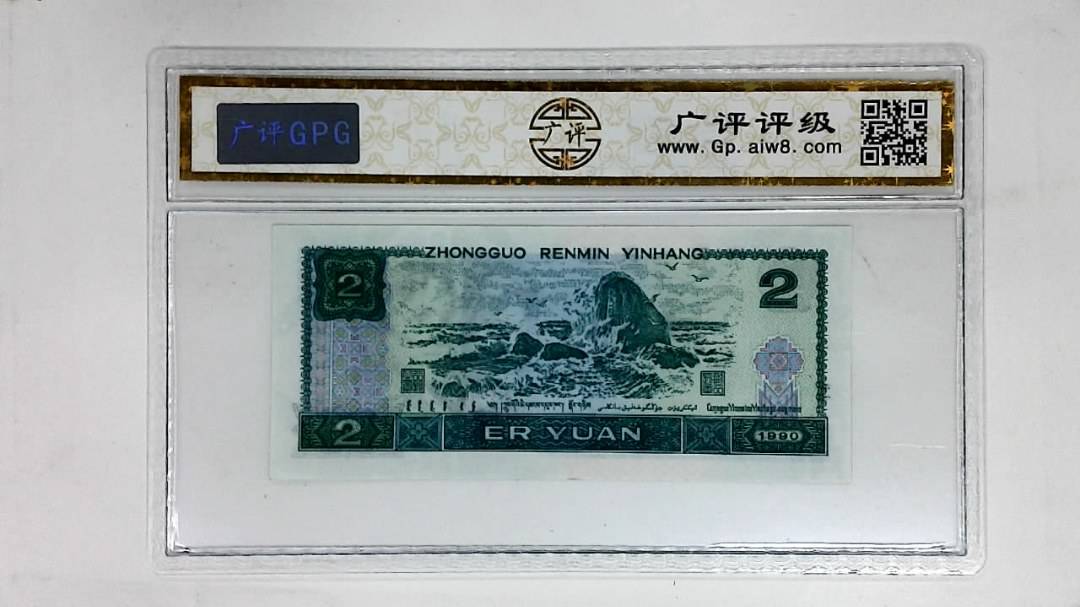 广评GPG
广评
广评评级
www.Gp.aiw8.com
ZHONGGUO RENMIN YINHANG
2
2
2
ER YUAN
1990